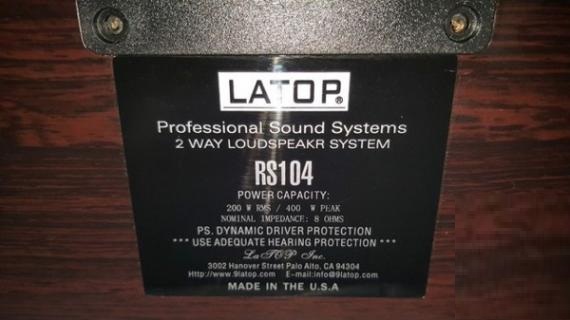 LATOP®
Professional Sound Systems
2 WAY LOUDSPEAKR SYSTEM
RS104
POWER CAPACITY:
200 W RMS / 400 W PEAK
NOMINAL IMPEDANCE: 8 OHMS
PS. DYNAMIC DRIVER PROTECTION
*** USE ADEQUATE HEARING PROTECTION ***
LaTOP Inc.
3002 Hanover Street Palo Alto, CA 94304
Http://www.9latop.com E-mail:info@9latop.com
MADE IN THE U.S.A